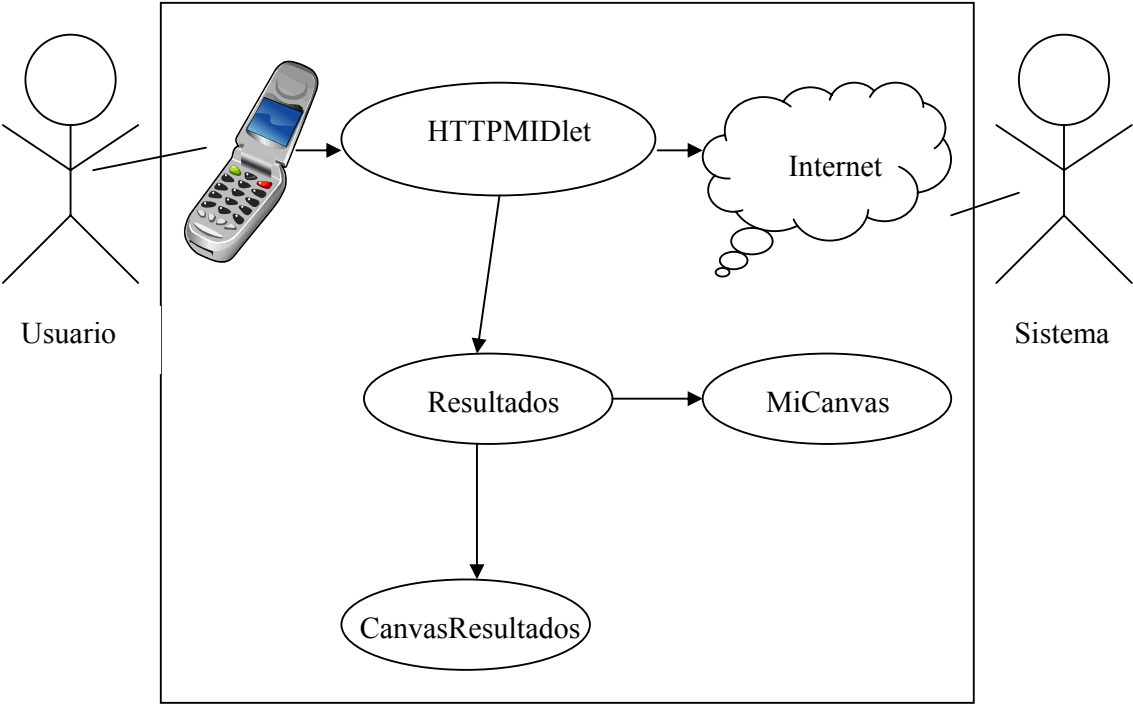 HTTPMIDlet
Internet
Usuario
Sistema
Resultados
MiCanvas
CanvasResultados